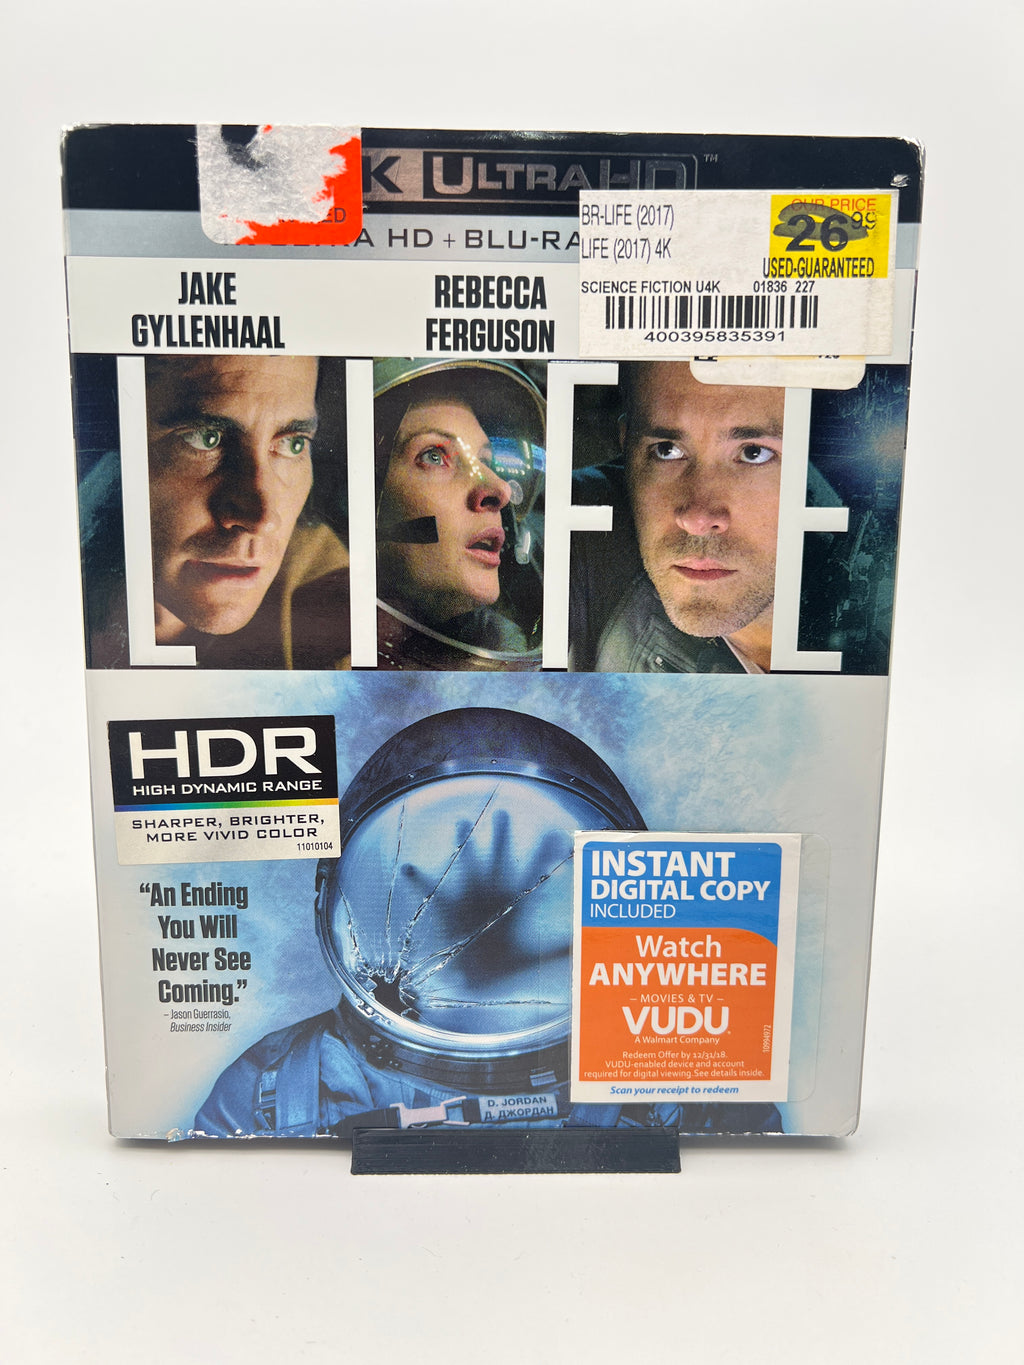 K ULTRA HD™
ULTRA HD + BLU-RA
BR-LIFE (2017)
LIFE (2017) 4K
OUR PRICE
26 99
USED-GUARANTEED
SCIENCE FICTION U4K 01836 227
400395835391
JAKE
GYLLENHAAL
REBECCA
FERGUSON
LIFE
HDR
HIGH DYNAMIC RANGE
SHARPER, BRIGHTER,
MORE VIVID COLOR
11010104
“An Ending
You Will
Never See
Coming.”
– Jason Guerrasio,
Business Insider
INSTANT
DIGITAL COPY
INCLUDED
Watch
ANYWHERE
– MOVIES & TV –
VUDU
A Walmart Company
Redeem Offer by 12/31/18.
VUDU-enabled device and account
required for digital viewing. See details inside.
10994972
Scan your receipt to redeem
D. JORDAN
Д. ДЖОРДАН